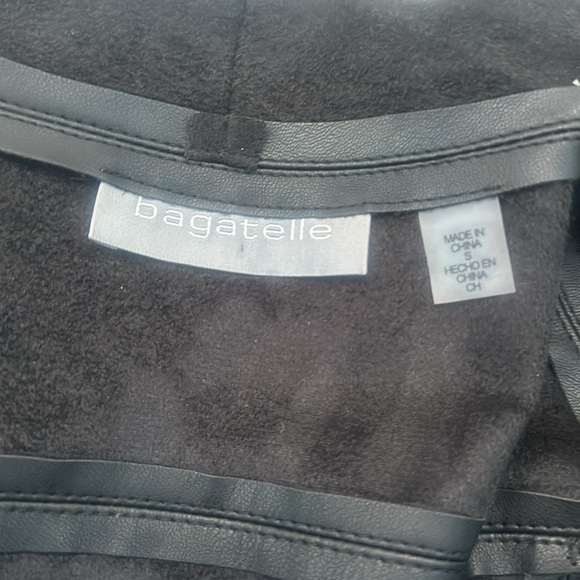 bagatelle
MADE IN
CHINA
S
HECHO EN
CHINA
CH